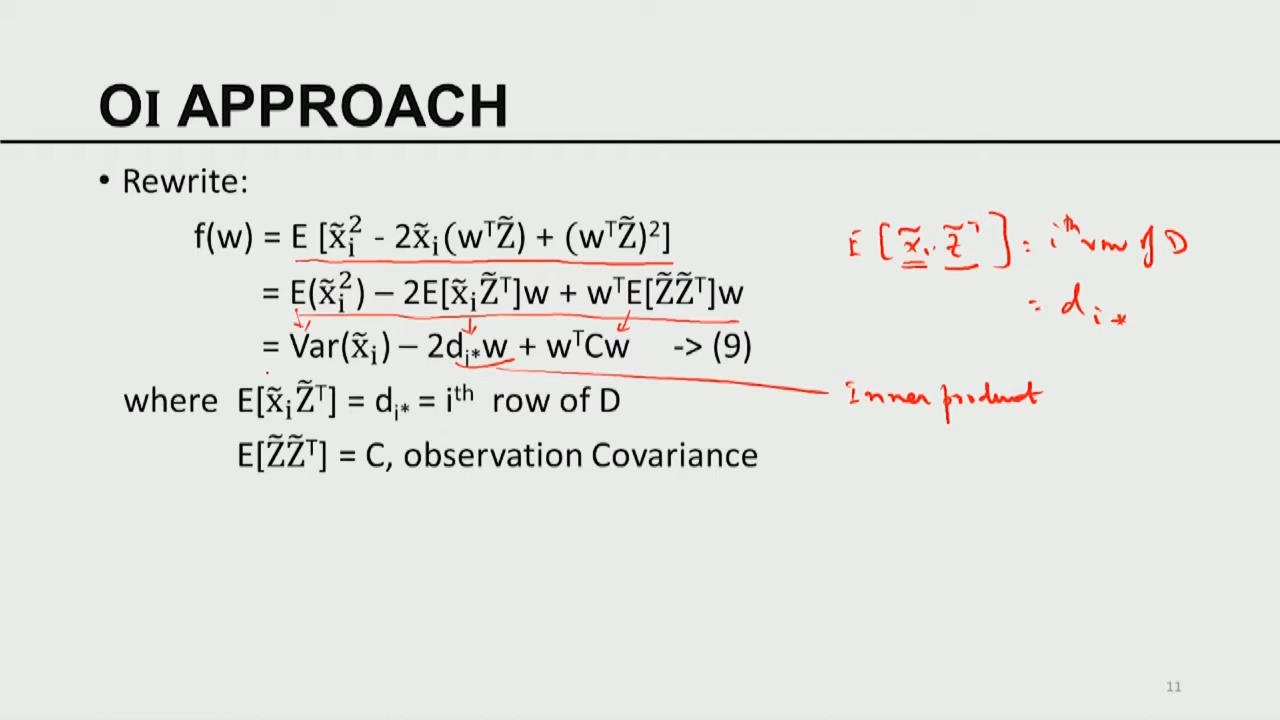 OI APPROACH
• Rewrite:
f(w) = E [x̃ᵢ² - 2x̃ᵢ(wᵀZ̃) + (wᵀZ̃)²]
= E(x̃ᵢ²) – 2E[x̃ᵢZ̃ᵀ]w + wᵀE[Z̃Z̃ᵀ]w
= Var(x̃ᵢ) – 2dᵢ*w + wᵀCw -> (9)
where E[x̃ᵢZ̃ᵀ] = dᵢ* = iᵗʰ row of D
E[Z̃Z̃ᵀ] = C, observation Covariance
E [x̃ᵢ. z̃ᵀ] = iᵗʰ row of D
= dᵢ*
Inner product
11